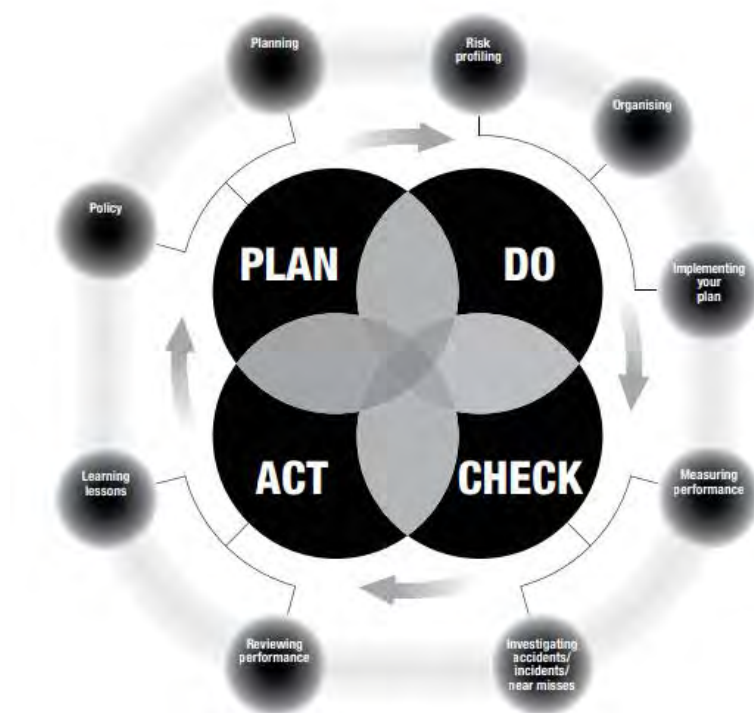 Planning
Risk
profiling
Organising
Policy
PLAN
DO
Implementing
your
plan
ACT
CHECK
Learning
lessons
Measuring
performance
Reviewing
performance
Investigating
accidents/
incidents/
near misses